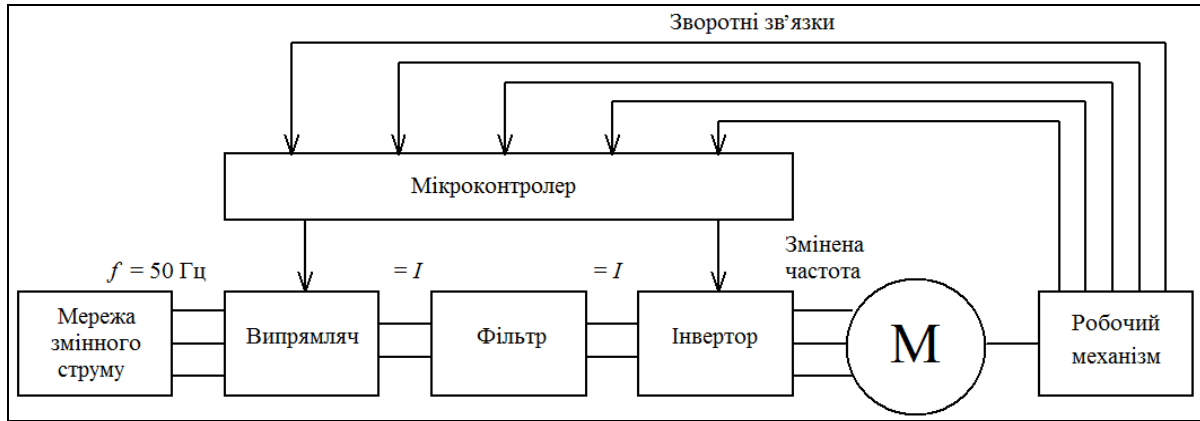 Зворотні зв’язки
Мікроконтролер
f = 50 Гц
= I
= I
Змінена
частота
Мережа
змінного
струму
Випрямляч
Фільтр
Інвертор
М
Робочий
механізм